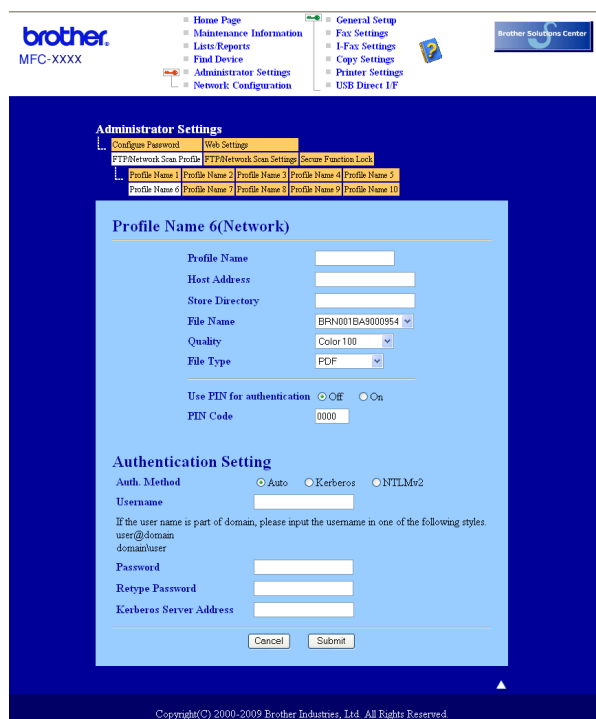 brother.
MFC-XXXX
Home Page
Maintenance Information
Lists/Reports
Find Device
Administrator Settings
Network Configuration
General Setup
Fax Settings
I-Fax Settings
Copy Settings
Printer Settings
USB Direct I/F
Brother Solutions Center
Administrator Settings
Configure Password Web Settings
FTP/Network Scan Profile FTP/Network Scan Settings Secure Function Lock
Profile Name 1 Profile Name 2 Profile Name 3 Profile Name 4 Profile Name 5
Profile Name 6 Profile Name 7 Profile Name 8 Profile Name 9 Profile Name 10
Profile Name 6(Network)
Profile Name
Host Address
Store Directory
File Name BRN001BA9000954
Quality Color 100
File Type PDF
Use PIN for authentication Off On
PIN Code 0000
Authentication Setting
Auth. Method Auto Kerberos NTLMv2
Username
If the user name is part of domain, please input the username in one of the following styles.
user@domain
domain\user
Password
Retype Password
Kerberos Server Address
Cancel Submit
Copyright(C) 2000-2009 Brother Industries, Ltd. All Rights Reserved.